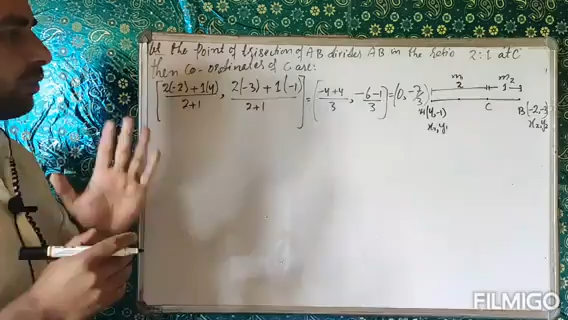 Let the Point of trisection of AB divides AB in the ratio 2:1 at C
then Co-ordinates of C are:
[2(-2)+1(4)/2+1, 2(-3)+1(-1)/2+1] = (-4+4/3, -6-1/3) = (0, -7/3)
m₁ m₂
2 1
A(4,-1) C B(-2,-3)
x₁,y₁ x₂,y₂
FILMIGO